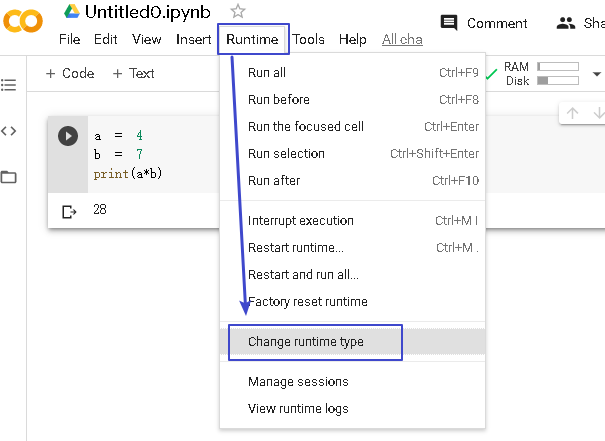 Untitled0.ipynb
File Edit View Insert Runtime Tools Help All cha
Comment
Sha
+ Code + Text
RAM
Disk
a = 4
b = 7
print(a*b)
28
Run all Ctrl+F9
Run before Ctrl+F8
Run the focused cell Ctrl+Enter
Run selection Ctrl+Shift+Enter
Run after Ctrl+F10
Interrupt execution Ctrl+M I
Restart runtime... Ctrl+M .
Restart and run all...
Factory reset runtime
Change runtime type
Manage sessions
View runtime logs